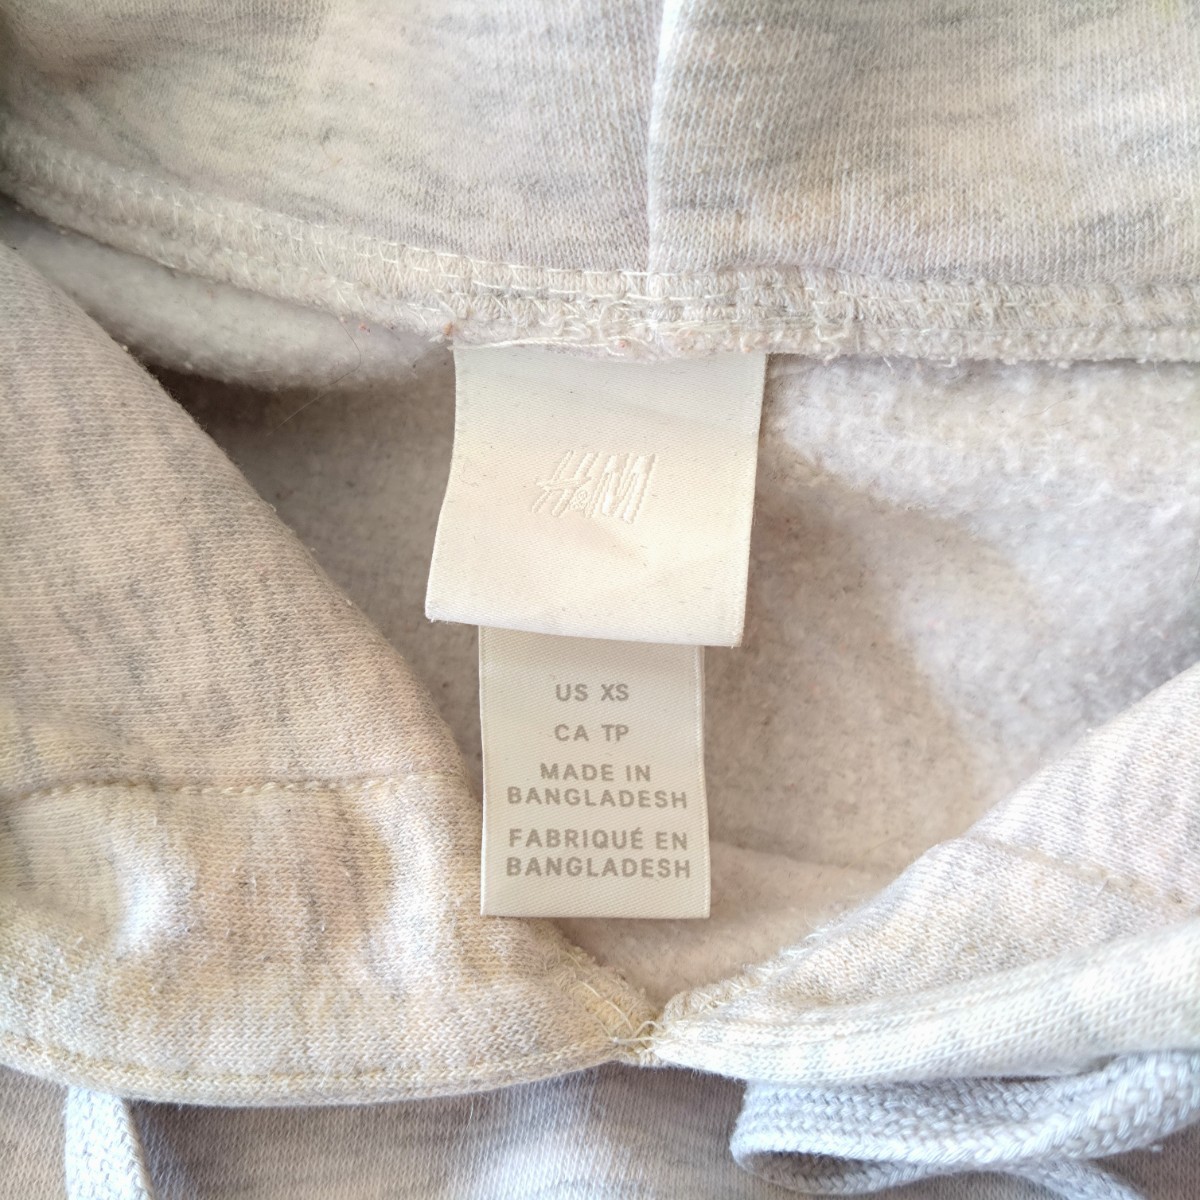 H&M
US XS
CA TP
MADE IN
BANGLADESH
FABRIQUÉ EN
BANGLADESH